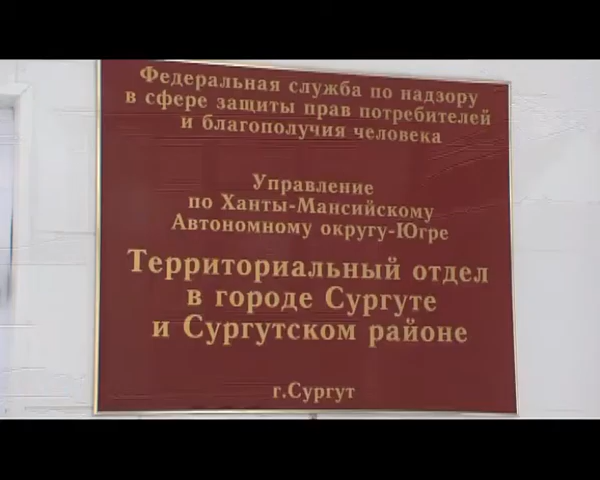 Федеральная служба по надзору
в сфере защиты прав потребителей
и благополучия человека
Управление
по Ханты-Мансийскому
Автономному округу-Югре
Территориальный отдел
в городе Сургуте
и Сургутском районе
г.Сургут